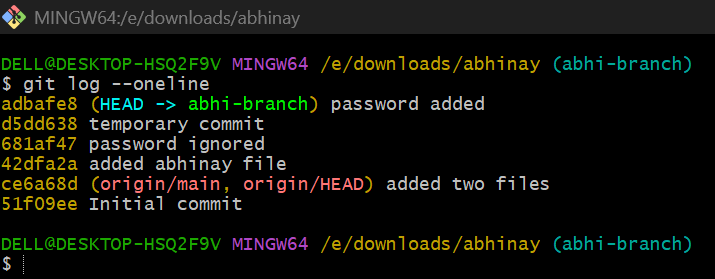 MINGW64:/e/downloads/abhinay
DELL@DESKTOP-HSQ2F9V MINGW64 /e/downloads/abhinay (abhi-branch)
$ git log --oneline
adbafe8 (HEAD -> abhi-branch) password added
d5dd638 temporary commit
681af47 password ignored
42dfa2a added abhinay file
ce6a68d (origin/main, origin/HEAD) added two files
51f09ee Initial commit
DELL@DESKTOP-HSQ2F9V MINGW64 /e/downloads/abhinay (abhi-branch)
$